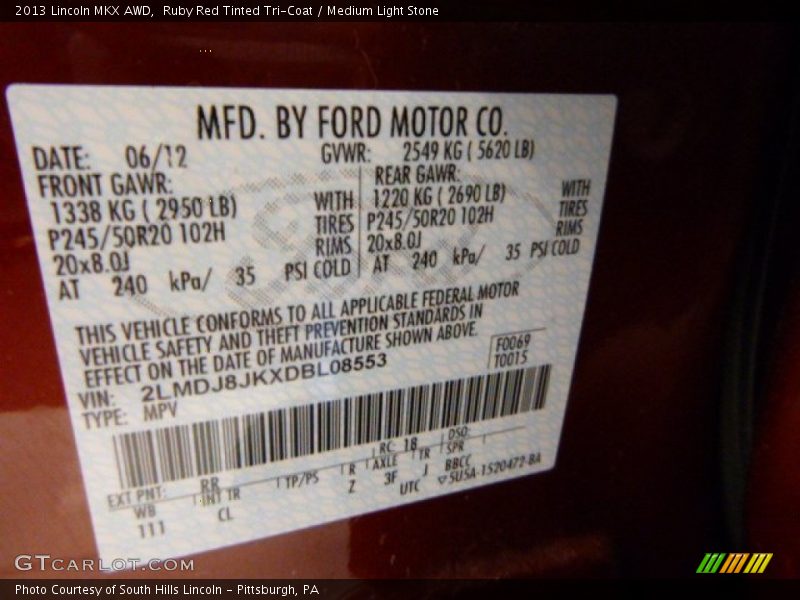 2013 Lincoln MKX AWD,  Ruby Red Tinted Tri-Coat / Medium Light Stone
...
MFD. BY FORD MOTOR CO.
DATE: 06/12 GVWR: 2549 KG ( 5620 LB)
FRONT GAWR: REAR GAWR:
1338 KG ( 2950 LB) WITH 1220 KG ( 2690 LB) WITH
P245/50R20 102H TIRES P245/50R20 102H TIRES
20x8.0J RIMS 20x8.0J RIMS
AT 240 kPa/ 35 PSI COLD AT 240 kPa/ 35 PSI COLD
THIS VEHICLE CONFORMS TO ALL APPLICABLE FEDERAL MOTOR
VEHICLE SAFETY AND THEFT PREVENTION STANDARDS IN
EFFECT ON THE DATE OF MANUFACTURE SHOWN ABOVE.
F0069
T0015
VIN: 2LMDJ8JKXDBL08553
TYPE: MPV
EXT PNT: RR RC: 18 DSO:
WB INT TR TP/PS R AXLE TR SPR
111 CL Z 3F J BBCC
UTC ▽5U5A-1520472-BA
GTCARLOT.COM
Photo Courtesy of South Hills Lincoln - Pittsburgh, PA